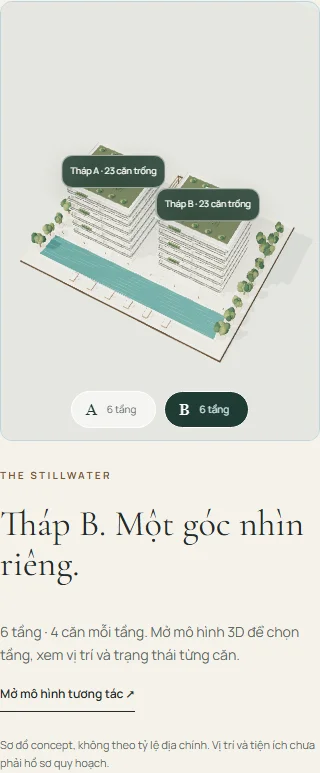 Tháp A · 23 căn trống
Tháp B · 23 căn trống
A 6 tầng
B 6 tầng
THE STILLWATER
Tháp B. Một góc nhìn
riêng.
6 tầng · 4 căn mỗi tầng. Mở mô hình 3D để chọn
tầng, xem vị trí và trạng thái từng căn.
Mở mô hình tương tác ↗
Sơ đồ concept, không theo tỷ lệ địa chính. Vị trí và tiện ích chưa
phải hồ sơ quy hoạch.